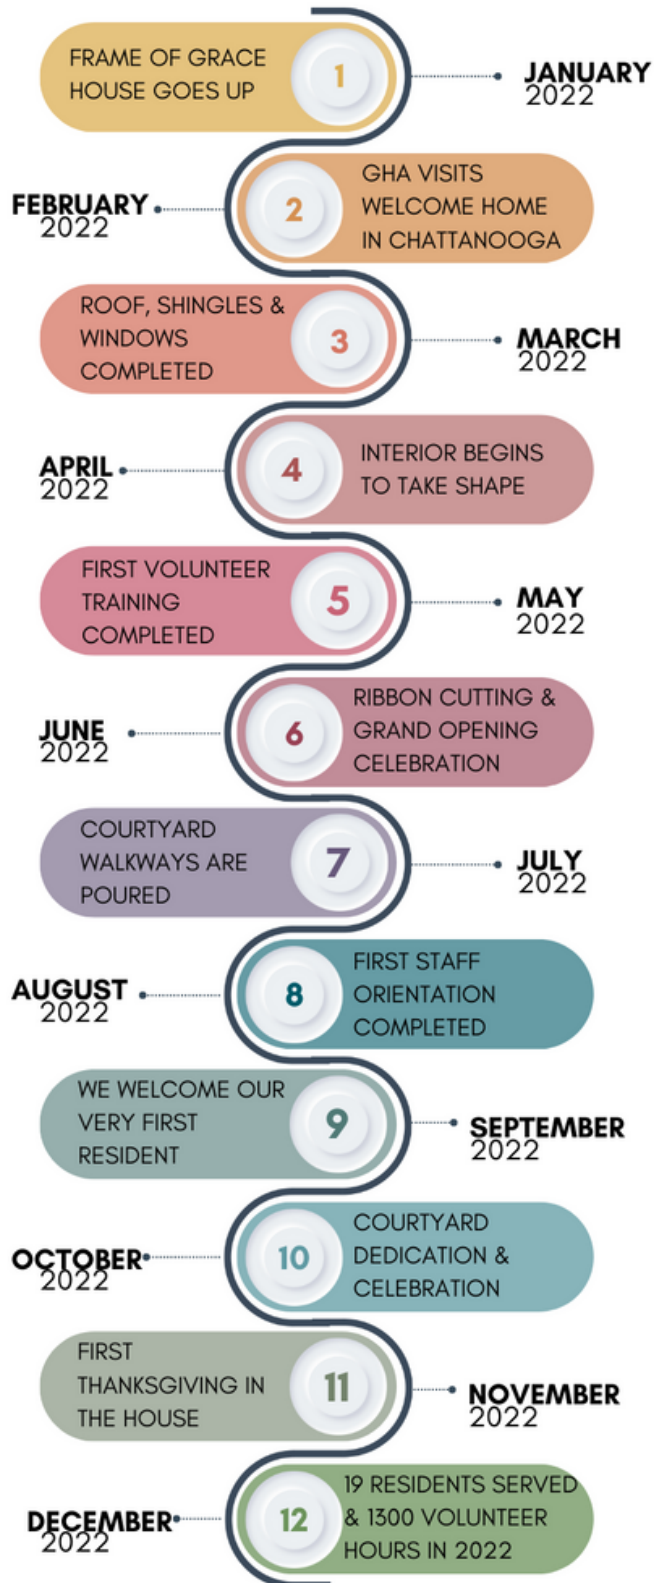 FRAME OF GRACE
HOUSE GOES UP
1
JANUARY
2022
FEBRUARY
2022
2
GHA VISITS
WELCOME HOME
IN CHATTANOOGA
ROOF, SHINGLES &
WINDOWS
COMPLETED
3
MARCH
2022
APRIL
2022
4
INTERIOR BEGINS
TO TAKE SHAPE
FIRST VOLUNTEER
TRAINING
COMPLETED
5
MAY
2022
JUNE
2022
6
RIBBON CUTTING &
GRAND OPENING
CELEBRATION
COURTYARD
WALKWAYS ARE
POURED
7
JULY
2022
AUGUST
2022
8
FIRST STAFF
ORIENTATION
COMPLETED
WE WELCOME OUR
VERY FIRST
RESIDENT
9
SEPTEMBER
2022
OCTOBER
2022
10
COURTYARD
DEDICATION &
CELEBRATION
FIRST
THANKSGIVING IN
THE HOUSE
11
NOVEMBER
2022
DECEMBER
2022
12
19 RESIDENTS SERVED
& 1300 VOLUNTEER
HOURS IN 2022